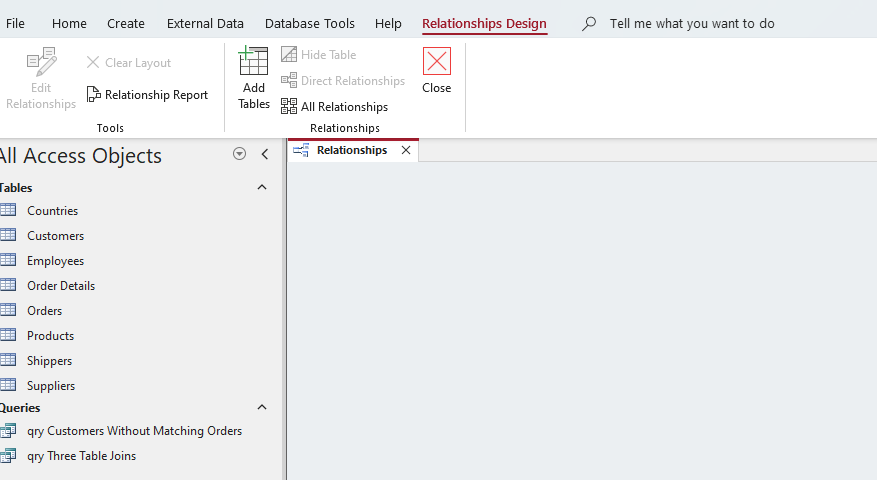 File Home Create External Data Database Tools Help Relationships Design Tell me what you want to do
Edit Relationships
Clear Layout
Relationship Report
Tools
Add Tables
Hide Table
Direct Relationships
All Relationships
Relationships
Close
All Access Objects
Relationships
Tables
Countries
Customers
Employees
Order Details
Orders
Products
Shippers
Suppliers
Queries
qry Customers Without Matching Orders
qry Three Table Joins